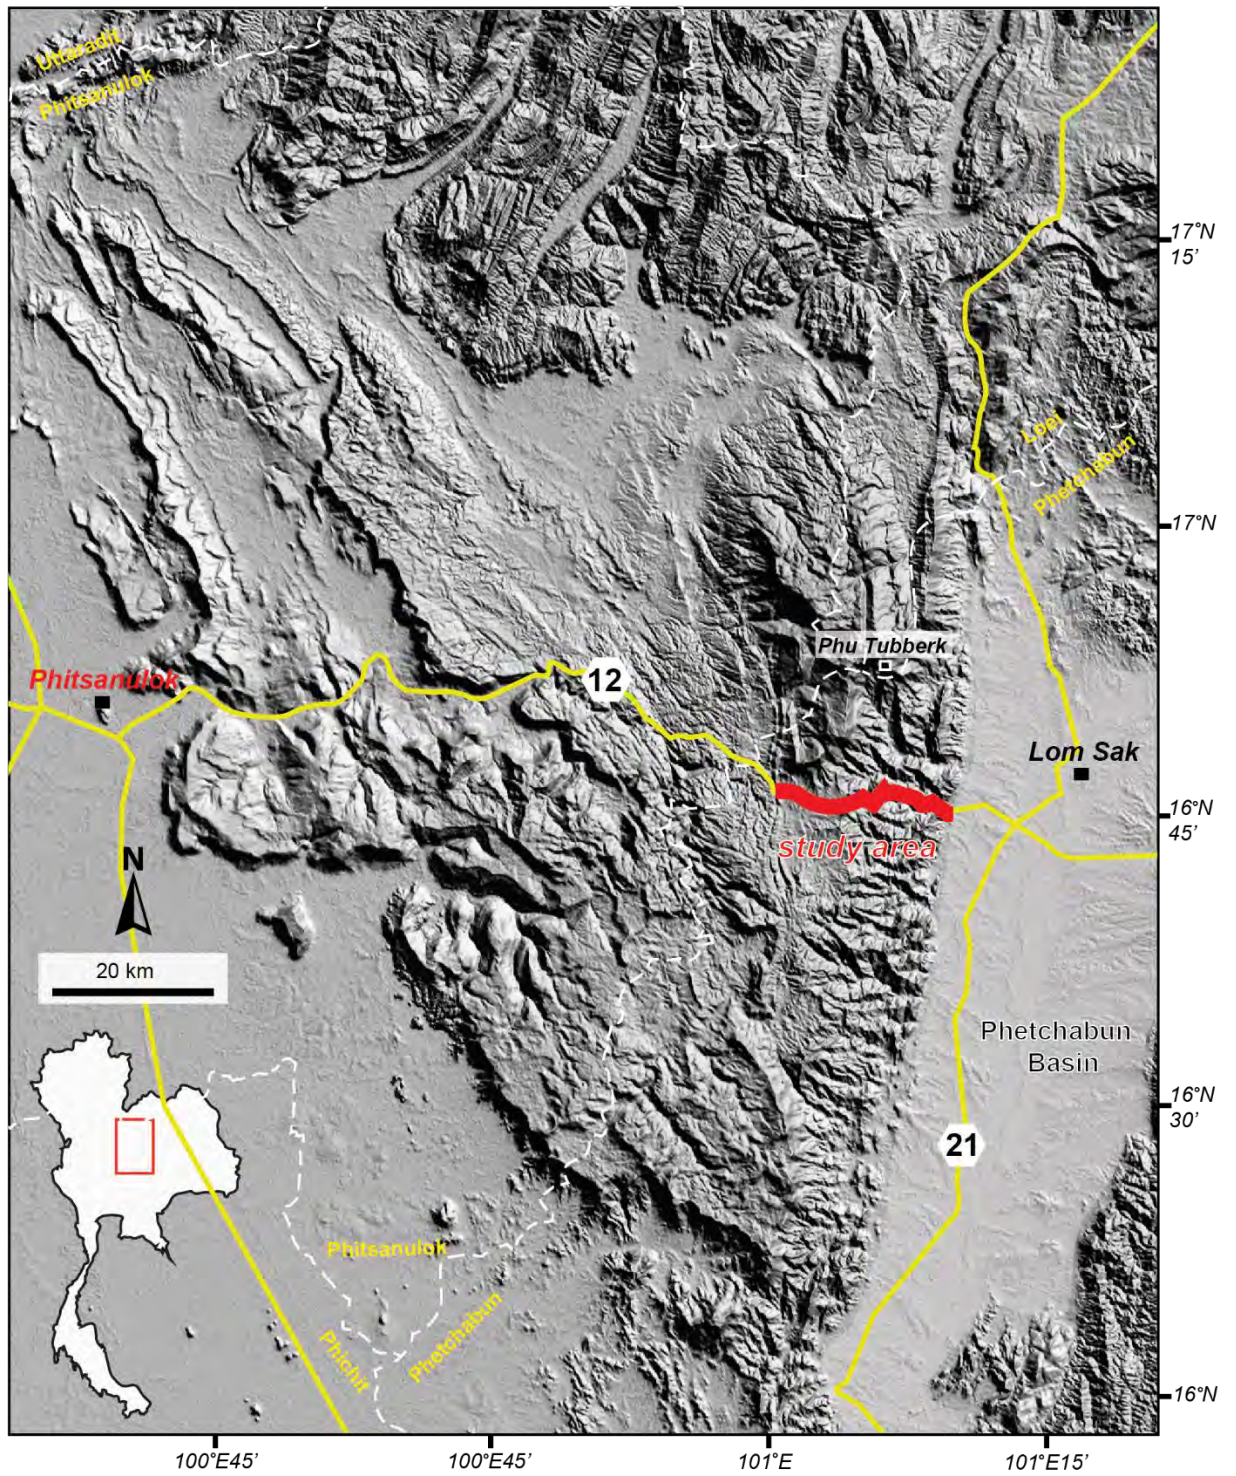 Uttaradit
Phitsanulok
17°N
15'
Loei
Phetchabun
17°N
Phu Tubberk
Phitsanulok
12
Lom Sak
16°N
45'
study area
N
20 km
Phetchabun
Basin
16°N
30'
21
Phitsanulok
Phetchabun
Phichit
16°N
100°E45'
100°E45'
101°E
101°E15'